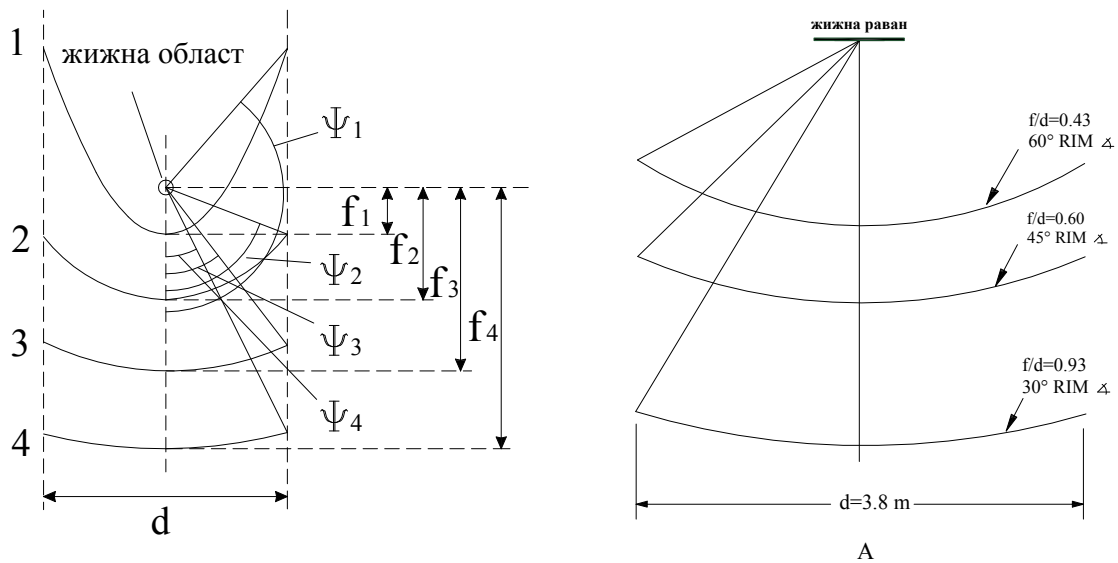 1
жижна област
Ψ1
f1
2
f2
Ψ2
f3
3
Ψ3
f4
4
Ψ4
d
жижна раван
f/d=0.43
60° RIM ∡
f/d=0.60
45° RIM ∡
f/d=0.93
30° RIM ∡
d=3.8 m
A